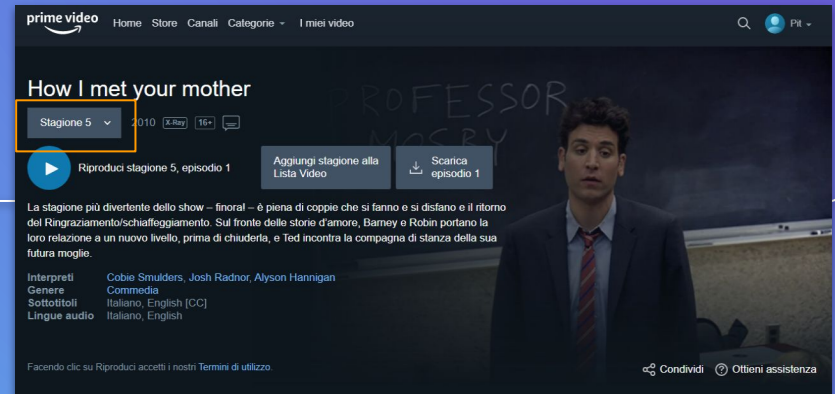 prime video Home Store Canali Categorie I miei video Pit
How I met your mother
PROFESSOR
MOSBY
Stagione 5 2010 X-Ray 16+
Riproduci stagione 5, episodio 1
Aggiungi stagione alla
Lista Video
Scarica
episodio 1
La stagione più divertente dello show – finora! – è piena di coppie che si fanno e si disfano e il ritorno
del Ringraziamento/schiaffeggiamento. Sul fronte delle storie d'amore, Barney e Robin portano la
loro relazione a un nuovo livello, prima di chiuderla, e Ted incontra la compagna di stanza della sua
futura moglie.
Interpreti Cobie Smulders, Josh Radnor, Alyson Hannigan
Genere Commedia
Sottotitoli Italiano, English [CC]
Lingue audio Italiano, English
Facendo clic su Riproduci accetti i nostri Termini di utilizzo.
Condividi Ottieni assistenza